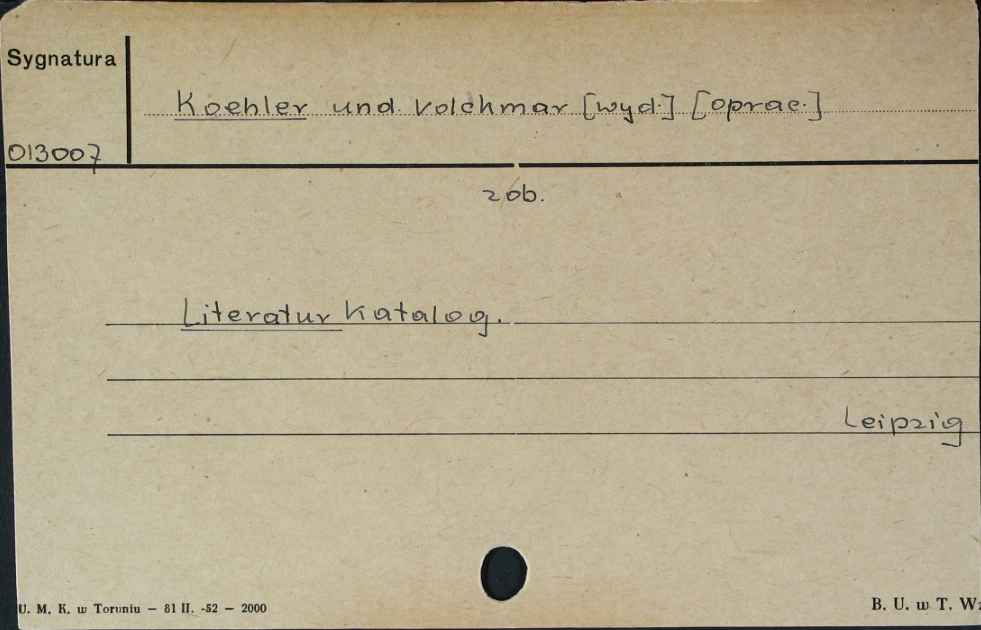 Sygnatura
Koehler und Volchmar [wyd.] [oprac.]
013007
zob.
Literatur Katalog.
Leipzig
U. M. K. w Toruniu — 81 II. -52 — 2000
B. U. w T. W